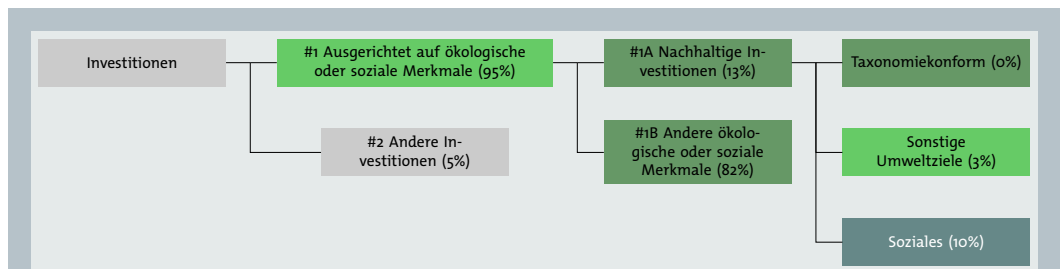 Investitionen
#1 Ausgerichtet auf ökologische
oder soziale Merkmale (95%)
#2 Andere In-
vestitionen (5%)
#1A Nachhaltige In-
vestitionen (13%)
#1B Andere ökolo-
gische oder soziale
Merkmale (82%)
Taxonomiekonform (0%)
Sonstige
Umweltziele (3%)
Soziales (10%)